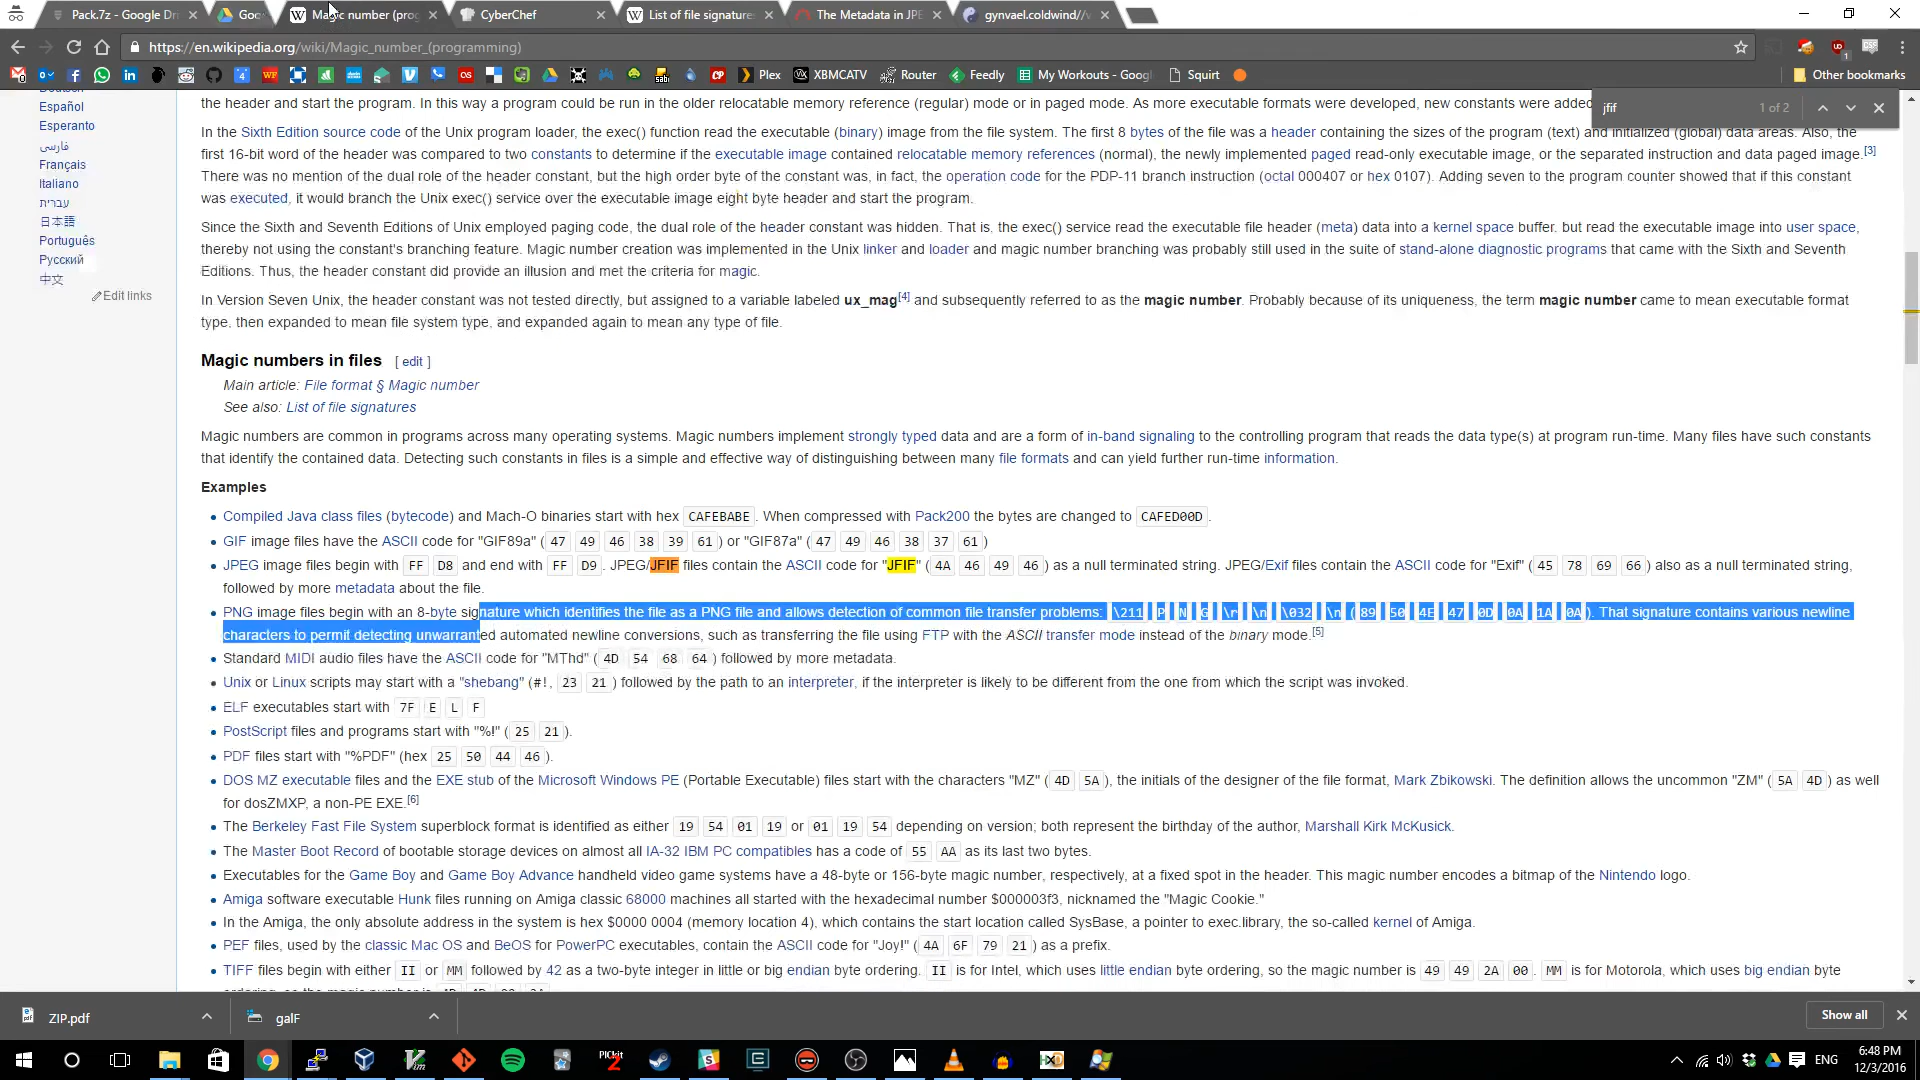 Pack.7z - Google Dri
Goo
Magic number (prog
CyberChef
List of file signature
The Metadata in JPE
gynvael.coldwind//v
https://en.wikipedia.org/wiki/Magic_number_(programming)
Plex
XBMCATV
Router
Feedly
My Workouts - Googl
Squirt
Other bookmarks
jfif 1 of 2
Deutsch
Español
Esperanto
فارسی
Français
Italiano
עברית
日本語
Português
Русский
中文
Edit links
the header and start the program. In this way a program could be run in the older relocatable memory reference (regular) mode or in paged mode. As more executable formats were developed, new constants were added
In the Sixth Edition source code of the Unix program loader, the exec() function read the executable (binary) image from the file system. The first 8 bytes of the file was a header containing the sizes of the program (text) and initialized (global) data areas. Also, the
first 16-bit word of the header was compared to two constants to determine if the executable image contained relocatable memory references (normal), the newly implemented paged read-only executable image, or the separated instruction and data paged image.[3]
There was no mention of the dual role of the header constant, but the high order byte of the constant was, in fact, the operation code for the PDP-11 branch instruction (octal 000407 or hex 0107). Adding seven to the program counter showed that if this constant
was executed, it would branch the Unix exec() service over the executable image eight byte header and start the program.
Since the Sixth and Seventh Editions of Unix employed paging code, the dual role of the header constant was hidden. That is, the exec() service read the executable file header (meta) data into a kernel space buffer, but read the executable image into user space,
thereby not using the constant's branching feature. Magic number creation was implemented in the Unix linker and loader and magic number branching was probably still used in the suite of stand-alone diagnostic programs that came with the Sixth and Seventh
Editions. Thus, the header constant did provide an illusion and met the criteria for magic.
In Version Seven Unix, the header constant was not tested directly, but assigned to a variable labeled ux_mag[4] and subsequently referred to as the magic number. Probably because of its uniqueness, the term magic number came to mean executable format
type, then expanded to mean file system type, and expanded again to mean any type of file.
Magic numbers in files [ edit ]
Main article: File format § Magic number
See also: List of file signatures
Magic numbers are common in programs across many operating systems. Magic numbers implement strongly typed data and are a form of in-band signaling to the controlling program that reads the data type(s) at program run-time. Many files have such constants
that identify the contained data. Detecting such constants in files is a simple and effective way of distinguishing between many file formats and can yield further run-time information.
Examples
Compiled Java class files (bytecode) and Mach-O binaries start with hex CAFEBABE. When compressed with Pack200 the bytes are changed to CAFED00D.
GIF image files have the ASCII code for "GIF89a" (47 49 46 38 39 61) or "GIF87a" (47 49 46 38 37 61)
JPEG image files begin with FF D8 and end with FF D9. JPEG/JFIF files contain the ASCII code for "JFIF" (4A 46 49 46) as a null terminated string. JPEG/Exif files contain the ASCII code for "Exif" (45 78 69 66) also as a null terminated string,
followed by more metadata about the file.
PNG image files begin with an 8-byte signature which identifies the file as a PNG file and allows detection of common file transfer problems: \211 P N G \r \n \032 \n (89 50 4E 47 0D 0A 1A 0A). That signature contains various newline
characters to permit detecting unwarranted automated newline conversions, such as transferring the file using FTP with the ASCII transfer mode instead of the binary mode.[5]
Standard MIDI audio files have the ASCII code for "MThd" (4D 54 68 64) followed by more metadata.
Unix or Linux scripts may start with a "shebang" (#!, 23 21) followed by the path to an interpreter, if the interpreter is likely to be different from the one from which the script was invoked.
ELF executables start with 7F E L F
PostScript files and programs start with "%!" (25 21).
PDF files start with "%PDF" (hex 25 50 44 46).
DOS MZ executable files and the EXE stub of the Microsoft Windows PE (Portable Executable) files start with the characters "MZ" (4D 5A), the initials of the designer of the file format, Mark Zbikowski. The definition allows the uncommon "ZM" (5A 4D) as well
for dosZMXP, a non-PE EXE.[6]
The Berkeley Fast File System superblock format is identified as either 19 54 01 19 or 01 19 54 depending on version; both represent the birthday of the author, Marshall Kirk McKusick.
The Master Boot Record of bootable storage devices on almost all IA-32 IBM PC compatibles has a code of 55 AA as its last two bytes.
Executables for the Game Boy and Game Boy Advance handheld video game systems have a 48-byte or 156-byte magic number, respectively, at a fixed spot in the header. This magic number encodes a bitmap of the Nintendo logo.
Amiga software executable Hunk files running on Amiga classic 68000 machines all started with the hexadecimal number $000003f3, nicknamed the "Magic Cookie."
In the Amiga, the only absolute address in the system is hex $0000 0004 (memory location 4), which contains the start location called SysBase, a pointer to exec.library, the so-called kernel of Amiga.
PEF files, used by the classic Mac OS and BeOS for PowerPC executables, contain the ASCII code for "Joy!" (4A 6F 79 21) as a prefix.
TIFF files begin with either II or MM followed by 42 as a two-byte integer in little or big endian byte ordering. II is for Intel, which uses little endian byte ordering, so the magic number is 49 49 2A 00. MM is for Motorola, which uses big endian byte
ZIP.pdf
galF
Show all
ENG
6:48 PM
12/3/2016